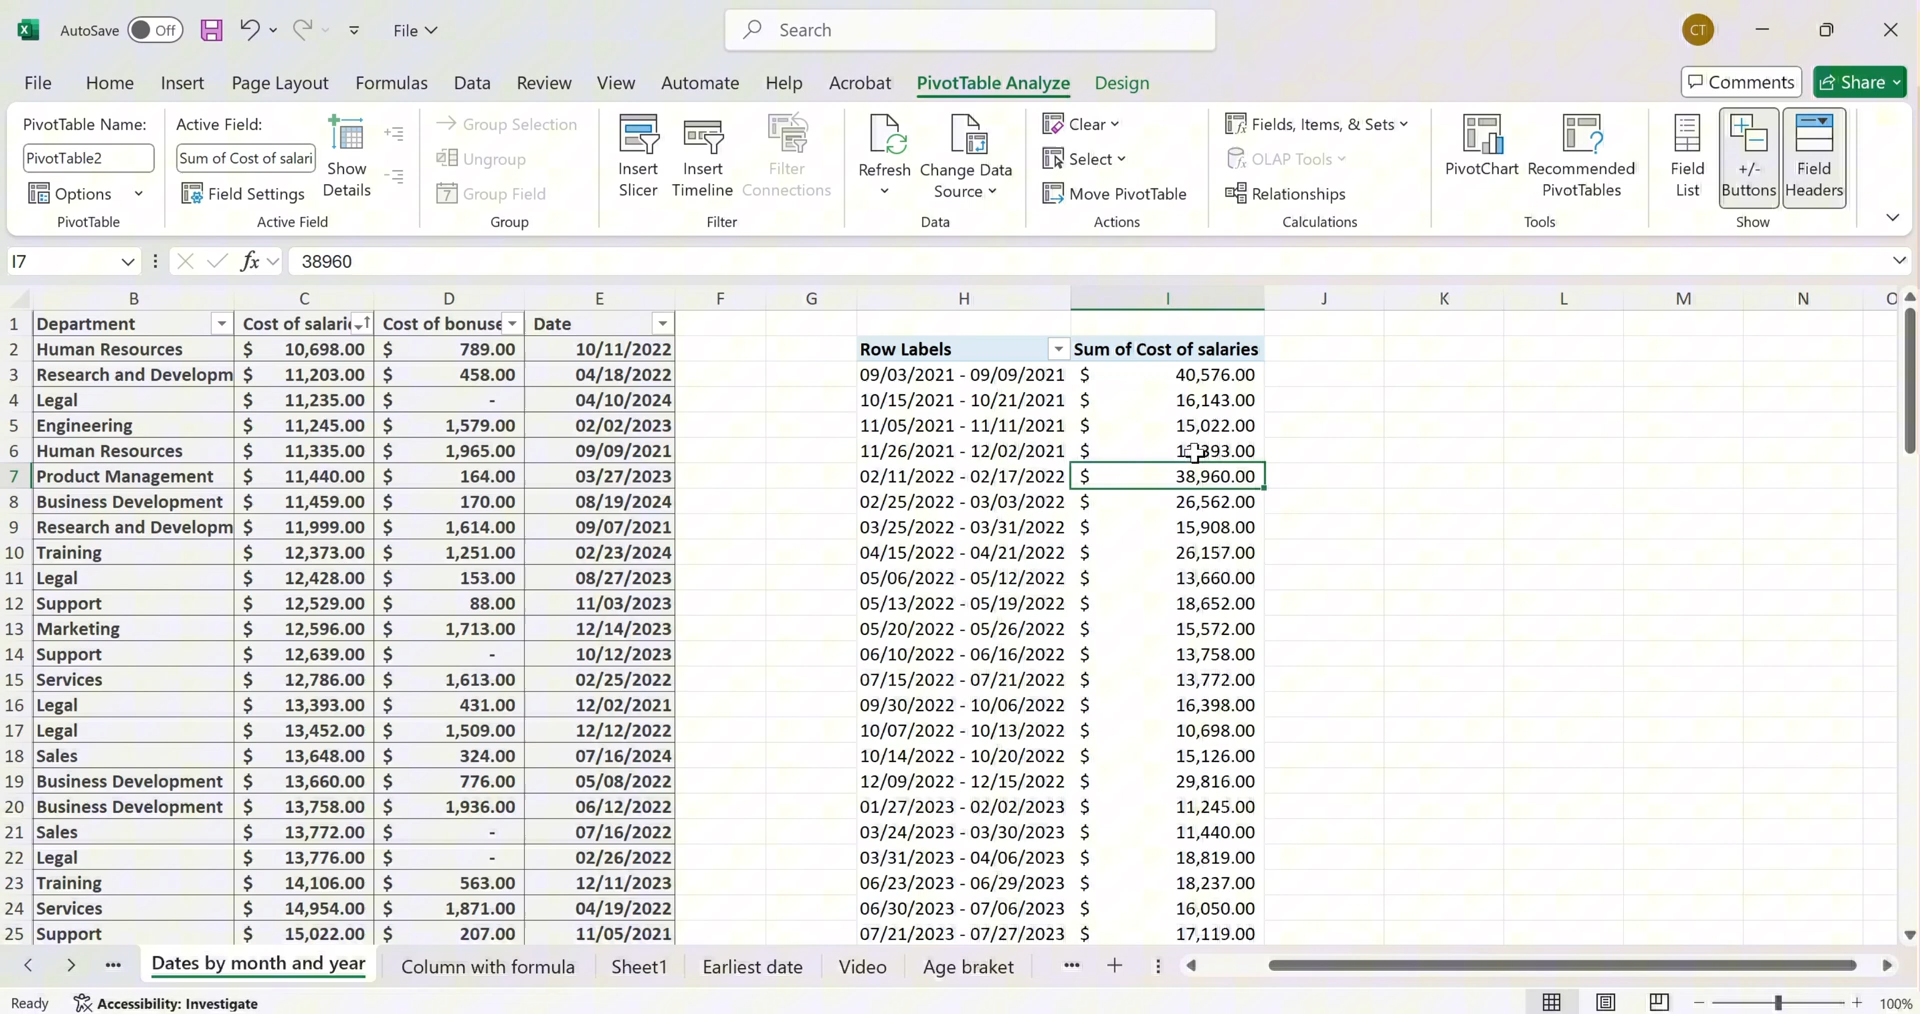 AutoSave Off File Search CT
File Home Insert Page Layout Formulas Data Review View Automate Help Acrobat PivotTable Analyze Design Comments Share
PivotTable Name:
PivotTable2
Options
PivotTable
Active Field:
Sum of Cost of salari
Field Settings
Show Details
Active Field
Group Selection
Ungroup
7 Group Field
Group
Insert Slicer
Insert Timeline
Filter Connections
Filter
Refresh
Change Data Source
Data
Clear
Select
Move PivotTable
Actions
Fields, Items, & Sets
OLAP Tools
Relationships
Calculations
PivotChart
Recommended PivotTables
Tools
Field List
+/- Buttons
Field Headers
Show
I7 fx 38960
B C D E F G H I J K L M N O
1 Department Cost of salari Cost of bonuse Date
2 Human Resources $ 10,698.00 $ 789.00 10/11/2022 Row Labels Sum of Cost of salaries
3 Research and Developm $ 11,203.00 $ 458.00 04/18/2022 09/03/2021 - 09/09/2021 $ 40,576.00
4 Legal $ 11,235.00 $ - 04/10/2024 10/15/2021 - 10/21/2021 $ 16,143.00
5 Engineering $ 11,245.00 $ 1,579.00 02/02/2023 11/05/2021 - 11/11/2021 $ 15,022.00
6 Human Resources $ 11,335.00 $ 1,965.00 09/09/2021 11/26/2021 - 12/02/2021 $
7 Product Management $ 11,440.00 $ 164.00 03/27/2023 02/11/2022 - 02/17/2022 $ 38,960.00
8 Business Development $ 11,459.00 $ 170.00 08/19/2024 02/25/2022 - 03/03/2022 $ 26,562.00
9 Research and Developm $ 11,999.00 $ 1,614.00 09/07/2021 03/25/2022 - 03/31/2022 $ 15,908.00
10 Training $ 12,373.00 $ 1,251.00 02/23/2024 04/15/2022 - 04/21/2022 $ 26,157.00
11 Legal $ 12,428.00 $ 153.00 08/27/2023 05/06/2022 - 05/12/2022 $ 13,660.00
12 Support $ 12,529.00 $ 88.00 11/03/2023 05/13/2022 - 05/19/2022 $ 18,652.00
13 Marketing $ 12,596.00 $ 1,713.00 12/14/2023 05/20/2022 - 05/26/2022 $ 15,572.00
14 Support $ 12,639.00 $ - 10/12/2023 06/10/2022 - 06/16/2022 $ 13,758.00
15 Services $ 12,786.00 $ 1,613.00 02/25/2022 07/15/2022 - 07/21/2022 $ 13,772.00
16 Legal $ 13,393.00 $ 431.00 12/02/2021 09/30/2022 - 10/06/2022 $ 16,398.00
17 Legal $ 13,452.00 $ 1,509.00 12/12/2022 10/07/2022 - 10/13/2022 $ 10,698.00
18 Sales $ 13,648.00 $ 324.00 07/16/2024 10/14/2022 - 10/20/2022 $ 15,126.00
19 Business Development $ 13,660.00 $ 776.00 05/08/2022 12/09/2022 - 12/15/2022 $ 29,816.00
20 Business Development $ 13,758.00 $ 1,936.00 06/12/2022 01/27/2023 - 02/02/2023 $ 11,245.00
21 Sales $ 13,772.00 $ - 07/16/2022 03/24/2023 - 03/30/2023 $ 11,440.00
22 Legal $ 13,776.00 $ - 02/26/2022 03/31/2023 - 04/06/2023 $ 18,819.00
23 Training $ 14,106.00 $ 563.00 12/11/2023 06/23/2023 - 06/29/2023 $ 18,237.00
24 Services $ 14,954.00 $ 1,871.00 04/19/2022 06/30/2023 - 07/06/2023 $ 16,050.00
25 Support $ 15,022.00 $ 207.00 11/05/2021 07/21/2023 - 07/27/2023 $ 17,119.00
Dates by month and year Column with formula Sheet1 Earliest date Video Age braket
Ready Accessibility: Investigate 100%